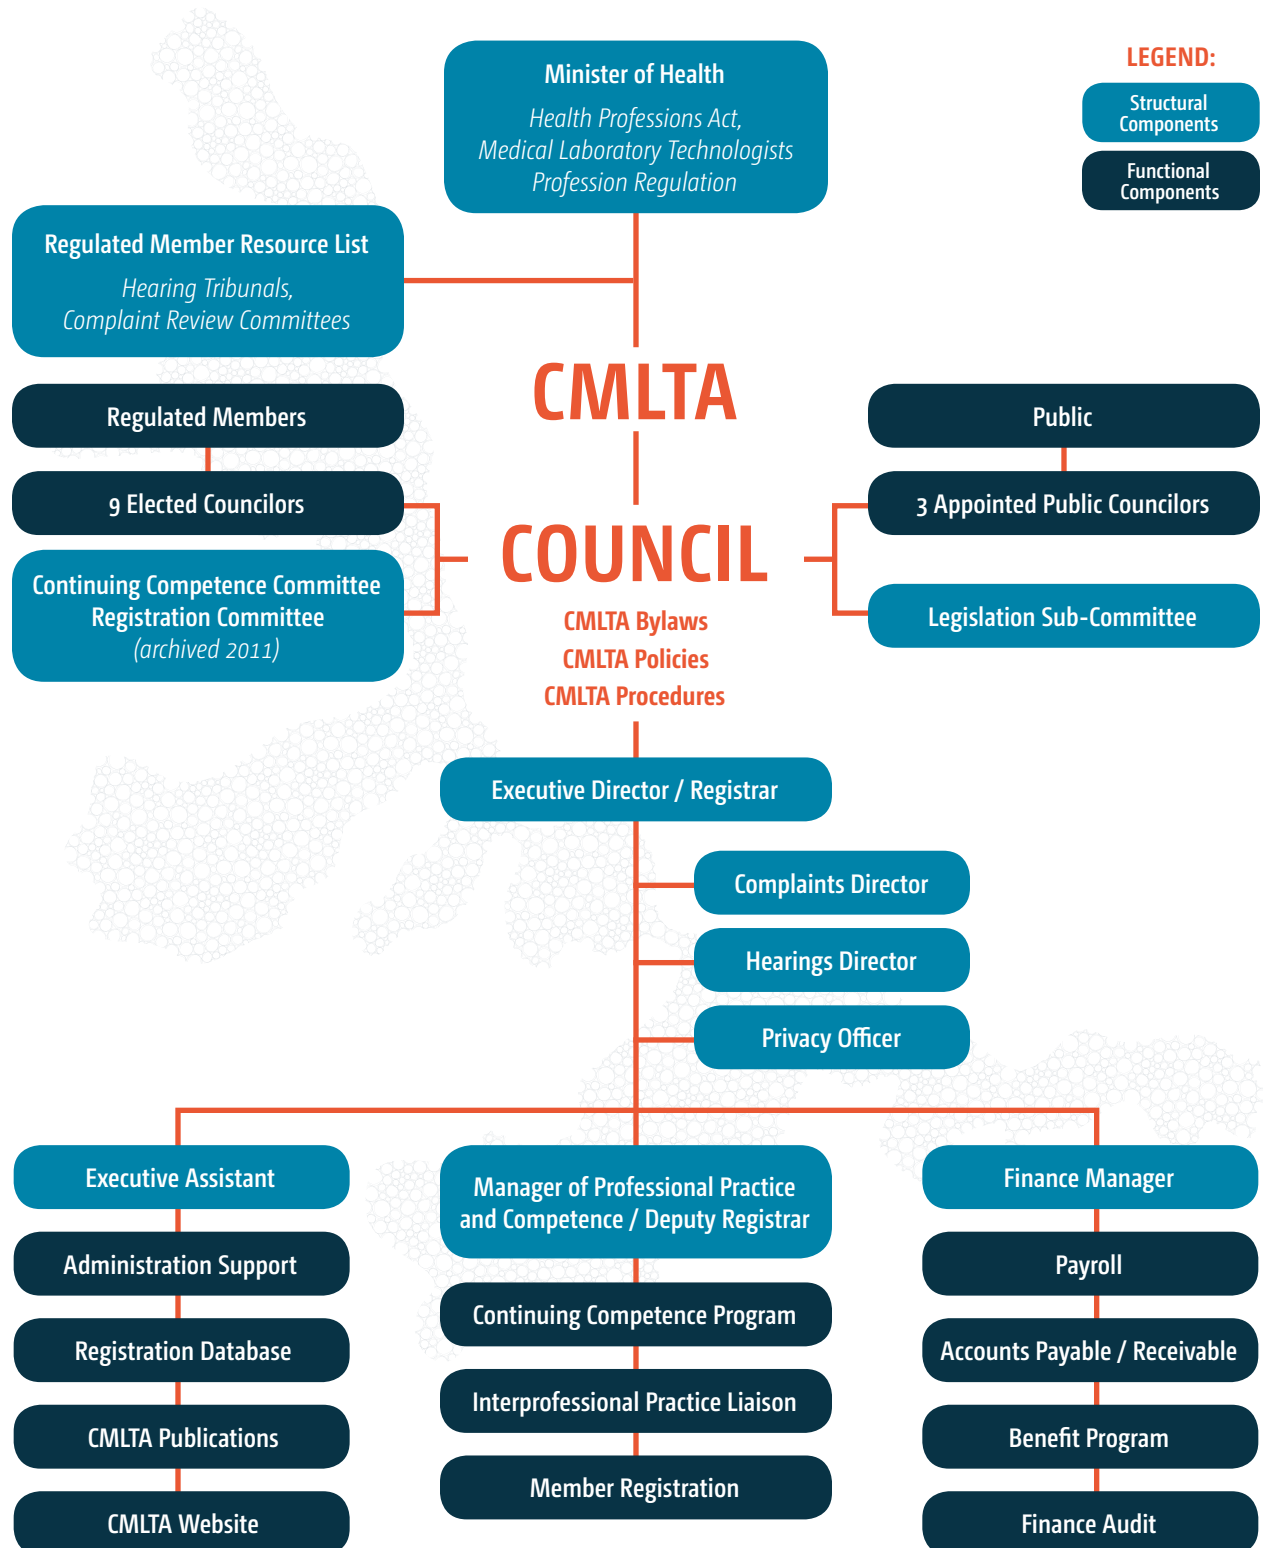 Minister of Health
Health Professions Act,
Medical Laboratory Technologists
Profession Regulation
LEGEND:
Structural
Components
Functional
Components
Regulated Member Resource List
Hearing Tribunals,
Complaint Review Committees
CMLTA
Regulated Members
Public
9 Elected Councilors
3 Appointed Public Councilors
COUNCIL
CMLTA Bylaws
CMLTA Policies
CMLTA Procedures
Continuing Competence Committee
Registration Committee
(archived 2011)
Legislation Sub-Committee
Executive Director / Registrar
Complaints Director
Hearings Director
Privacy Officer
Executive Assistant
Administration Support
Registration Database
CMLTA Publications
CMLTA Website
Manager of Professional Practice
and Competence / Deputy Registrar
Continuing Competence Program
Interprofessional Practice Liaison
Member Registration
Finance Manager
Payroll
Accounts Payable / Receivable
Benefit Program
Finance Audit